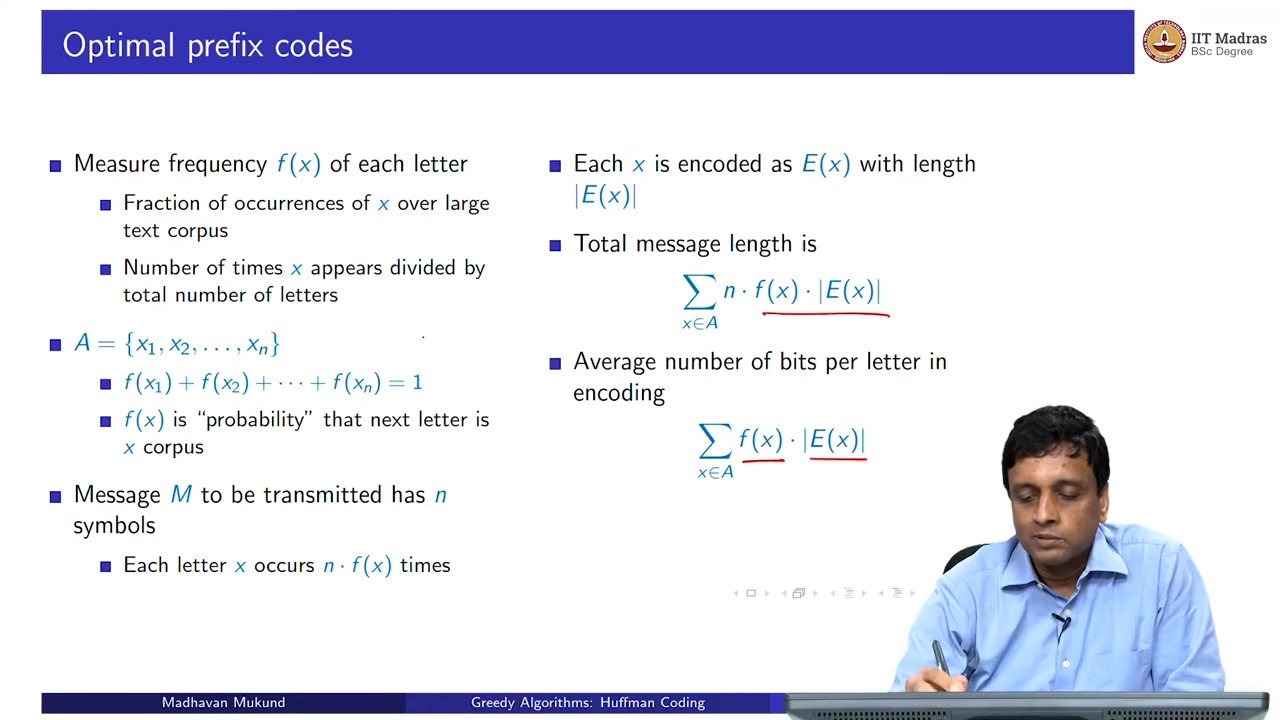 Optimal prefix codes
IIT Madras
BSc Degree
Measure frequency f(x) of each letter
Fraction of occurrences of x over large
text corpus
Number of times x appears divided by
total number of letters
A = {x₁, x₂, . . . , xₙ}
f(x₁) + f(x₂) + · · · + f(xₙ) = 1
f(x) is “probability” that next letter is
x corpus
Message M to be transmitted has n
symbols
Each letter x occurs n · f(x) times
Each x is encoded as E(x) with length
|E(x)|
Total message length is
∑ n · f(x) · |E(x)|
x∈A
Average number of bits per letter in
encoding
∑ f(x) · |E(x)|
x∈A
Madhavan Mukund
Greedy Algorithms: Huffman Coding